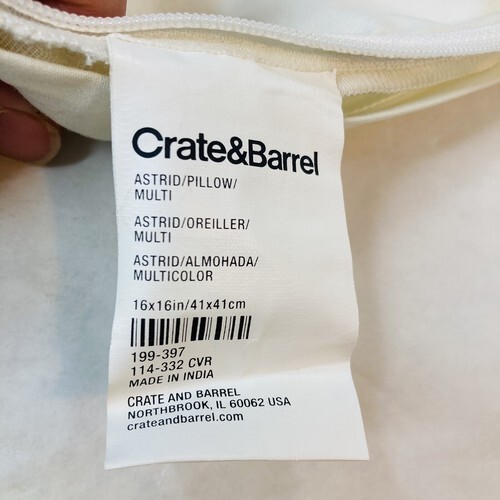 Crate&Barrel
ASTRID/PILLOW/
MULTI
ASTRID/OREILLER/
MULTI
ASTRID/ALMOHADA/
MULTICOLOR
16x16in/41x41cm
199-397
114-332 CVR
MADE IN INDIA
CRATE AND BARREL
NORTHBROOK, IL 60062 USA
crateandbarrel.com